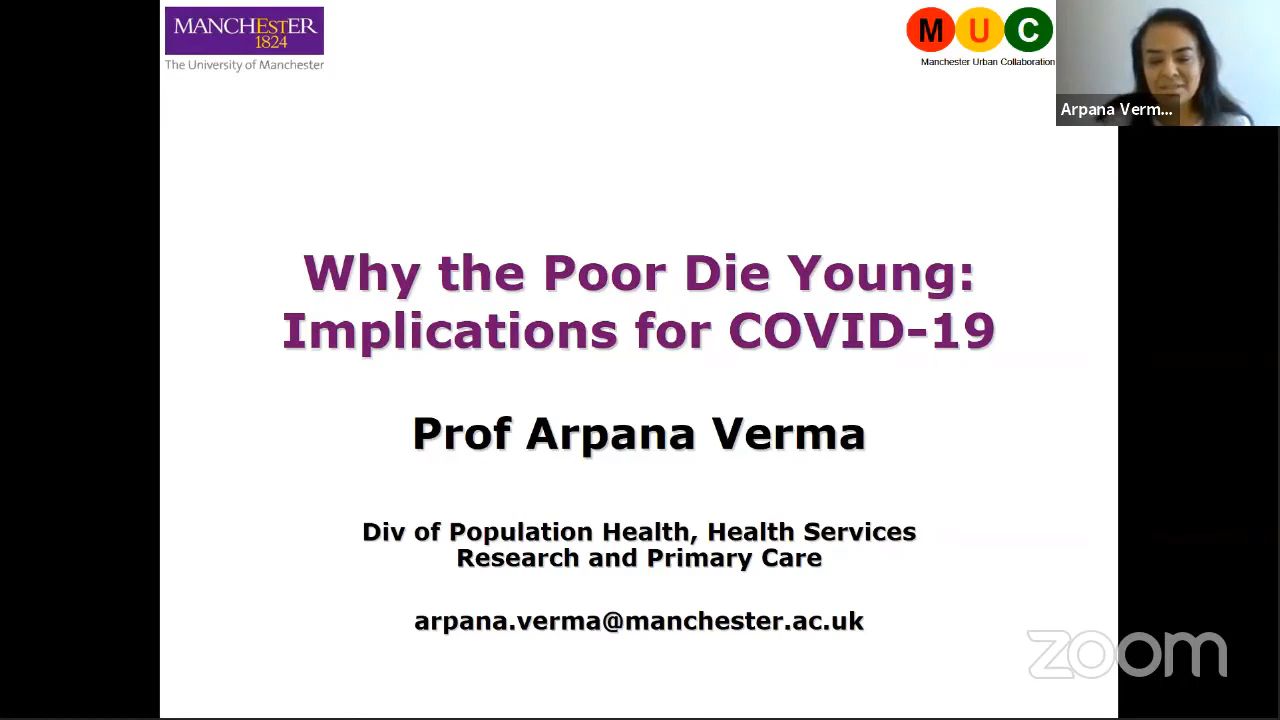 MANCHESTER
1824
The University of Manchester
M U C
Manchester Urban Collaboration
Arpana Verm...
Why the Poor Die Young:
Implications for COVID-19
Prof Arpana Verma
Div of Population Health, Health Services
Research and Primary Care
arpana.verma@manchester.ac.uk
zoom